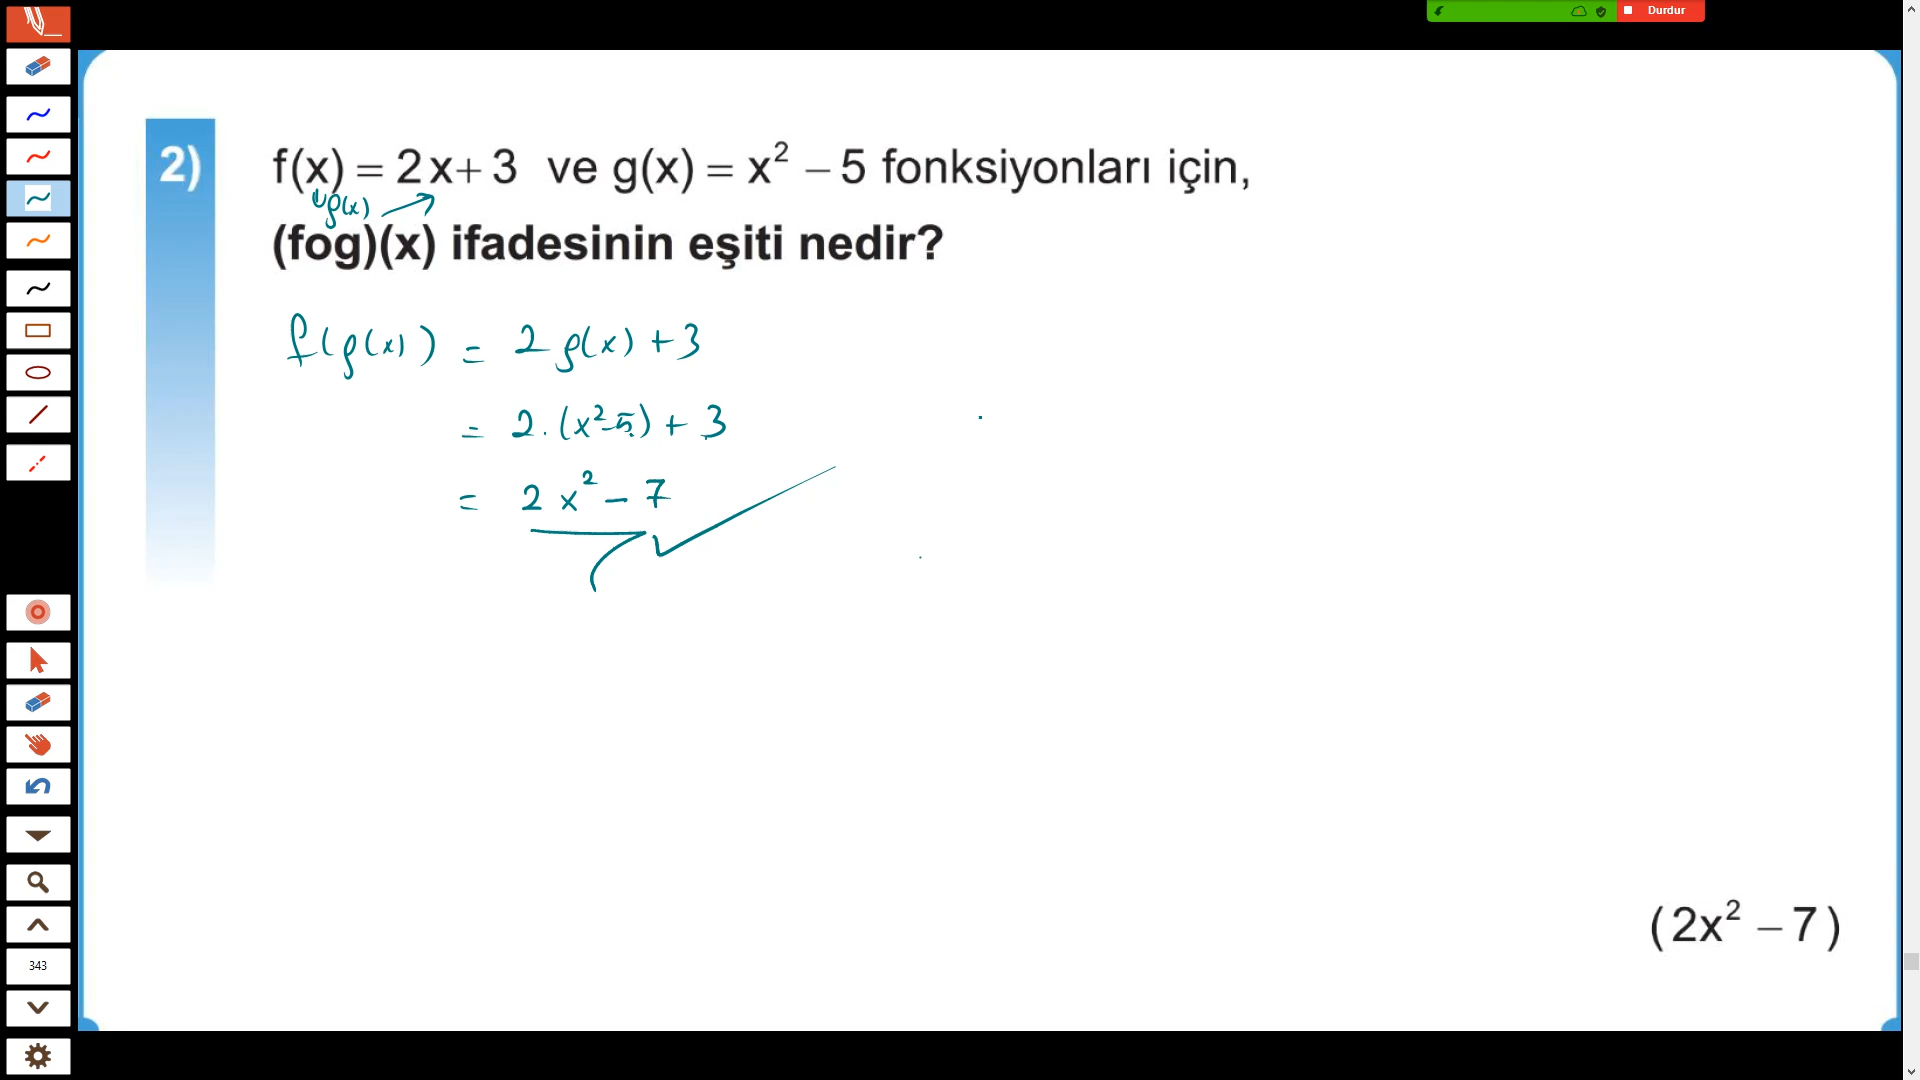 Durdur
2)
f(x) = 2x+3 ve g(x) = x² – 5 fonksiyonları için,
g(x)
(fog)(x) ifadesinin eşiti nedir?
f(g(x)) = 2g(x)+3
= 2.(x²-5)+3
= 2x²-7
(2x² – 7)
343